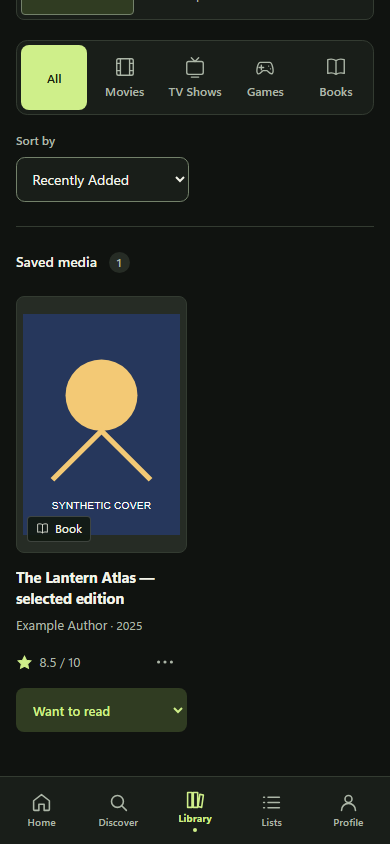 All
Movies
TV Shows
Games
Books
Sort by
Recently Added
Saved media 1
SYNTHETIC COVER
Book
The Lantern Atlas —
selected edition
Example Author · 2025
8.5 / 10
Want to read
Home
Discover
Library
Lists
Profile